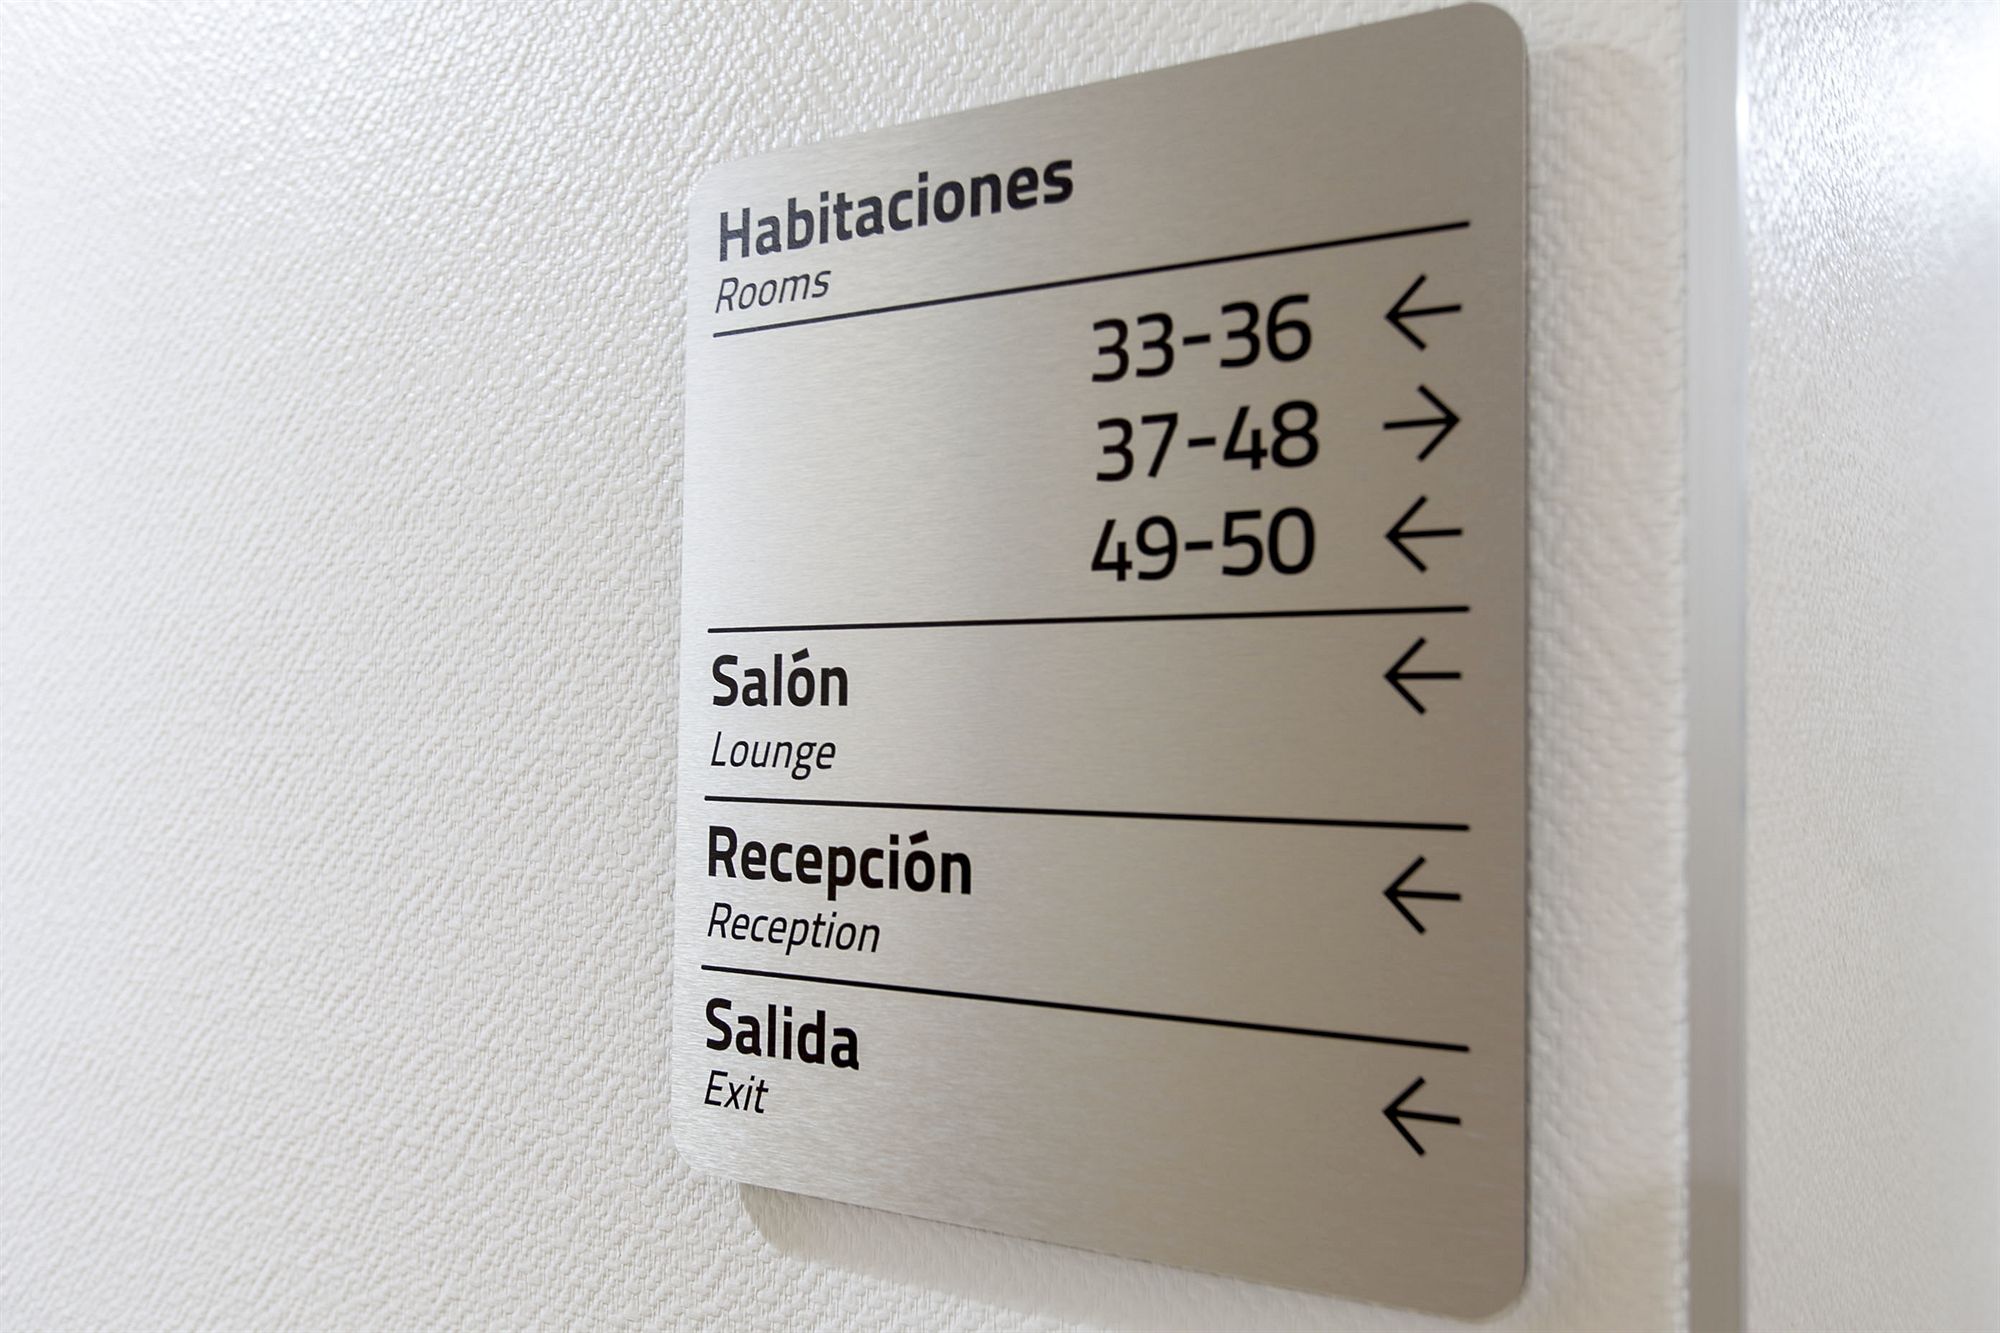 Habitaciones
Rooms
33-36 ←
37-48 →
49-50 ←
Salón ←
Lounge
Recepción ←
Reception
Salida ←
Exit